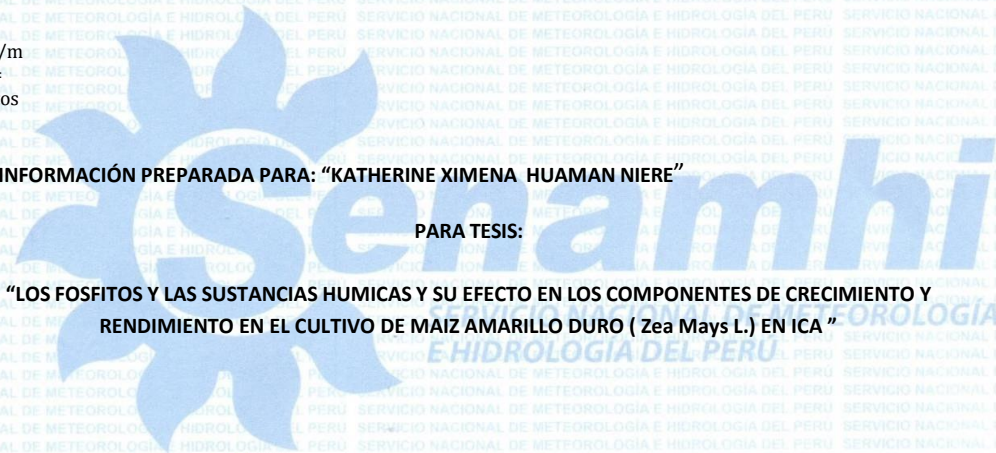 /m
os
INFORMACIÓN PREPARADA PARA: “KATHERINE XIMENA  HUAMAN NIERE”
PARA TESIS:
“LOS FOSFITOS Y LAS SUSTANCIAS HUMICAS Y SU EFECTO EN LOS COMPONENTES DE CRECIMIENTO Y
RENDIMIENTO EN EL CULTIVO DE MAIZ AMARILLO DURO ( Zea Mays L.) EN ICA ”
Senamhi
SERVICIO NACIONAL DE METEOROLOGÍA
E HIDROLOGÍA DEL PERÚ